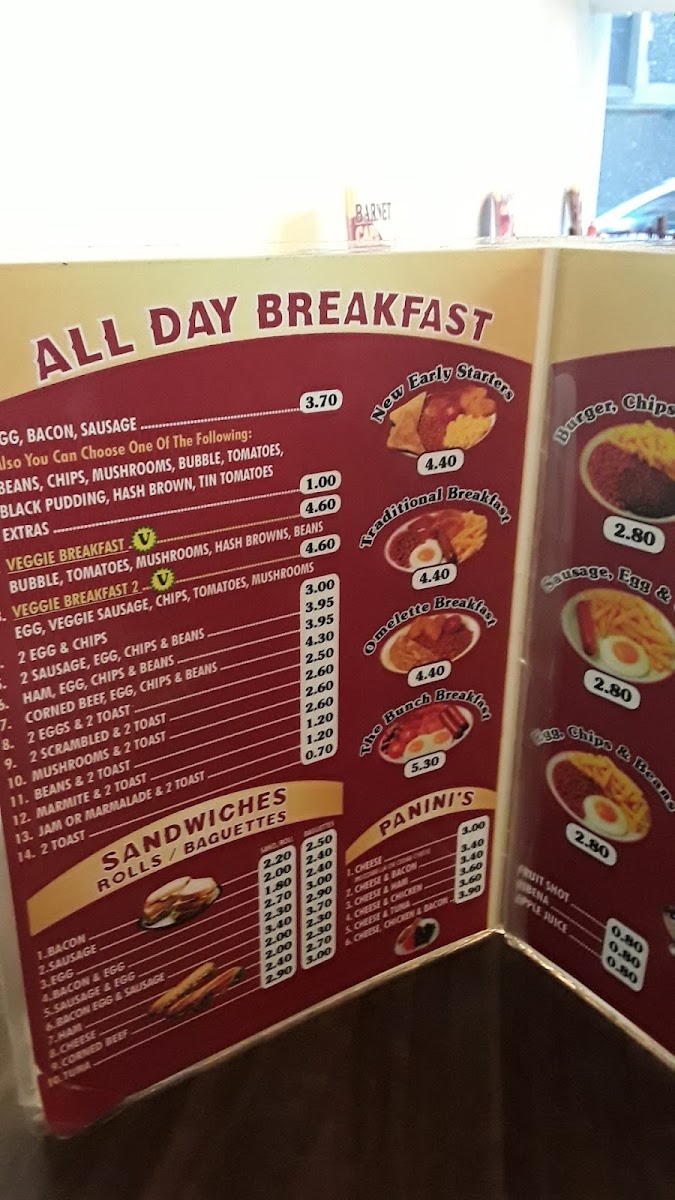 BARNET
ALL DAY BREAKFAST
GG, BACON, SAUSAGE 3.70
Also You Can Choose One Of The Following:
BEANS, CHIPS, MUSHROOMS, BUBBLE, TOMATOES,
BLACK PUDDING, HASH BROWN, TIN TOMATOES
EXTRAS 1.00
VEGGIE BREAKFAST V 4.60
BUBBLE, TOMATOES, MUSHROOMS, HASH BROWNS, BEANS
VEGGIE BREAKFAST 2 V 4.60
EGG, VEGGIE SAUSAGE, CHIPS, TOMATOES, MUSHROOMS
2 EGG & CHIPS 3.00
2 SAUSAGE, EGG, CHIPS & BEANS 3.95
HAM, EGG, CHIPS & BEANS 3.95
7. CORNED BEEF, EGG, CHIPS & BEANS 4.30
8. 2 EGGS & 2 TOAST 2.50
9. 2 SCRAMBLED & 2 TOAST 2.60
10. MUSHROOMS & 2 TOAST 2.60
11. BEANS & 2 TOAST 2.60
12. MARMITE & 2 TOAST 1.20
13. JAM OR MARMALADE & 2 TOAST 1.20
14. 2 TOAST 0.70
New Early Starters
4.40
Traditional Breakfast
4.40
Omelette Breakfast
4.40
The Bunch Breakfast
5.30
SANDWICHES
ROLLS / BAGUETTES
SAND/ROLL BAGUETTES
1. BACON 2.20 2.50
2. SAUSAGE 2.00 2.40
3. EGG 1.80 2.40
4. BACON & EGG 2.70 3.00
5. SAUSAGE & EGG 2.30 2.90
6. BACON EGG & SAUSAGE 3.40 3.70
7. HAM 2.00 2.30
8. CHEESE 2.00 2.30
9. CORNED BEEF 2.40 2.70
10. TUNA 2.90 3.00
PANINI'S
1. CHEESE 3.00
2. CHEESE & BACON 3.40
3. CHEESE & HAM 3.40
4. CHEESE & CHICKEN 3.60
5. CHEESE & TUNA 3.60
6. CHEESE, CHICKEN & BACON 3.90
Burger, Chips
2.80
Sausage, Egg &
2.80
Egg, Chips & Beans
2.80
FRUIT SHOT 0.80
RIBENA 0.80
APPLE JUICE 0.80